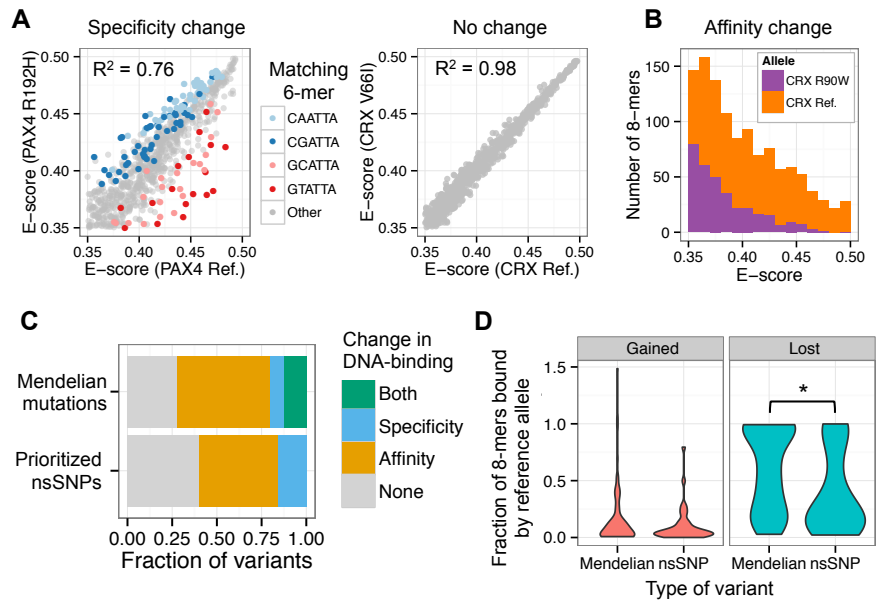 A
Specificity change
E−score (PAX4 R192H)
0.50
0.45
0.40
0.35
R² = 0.76
0.35 0.40 0.45 0.50
E−score (PAX4 Ref.)
Matching
6−mer
CAATTA
CGATTA
GCATTA
GTATTA
Other
No change
E−score (CRX V66I)
0.50
0.45
0.40
0.35
R² = 0.98
0.35 0.40 0.45 0.50
E−score (CRX Ref.)
B
Affinity change
Number of 8−mers
150
100
50
0
Allele
CRX R90W
CRX Ref.
0.35 0.40 0.45 0.50
E−score
C
Mendelian
mutations
Prioritized
nsSNPs
0.00 0.25 0.50 0.75 1.00
Fraction of variants
Change in
DNA−binding
Both
Specificity
Affinity
None
D
Fraction of 8−mers bound
by reference allele
Gained
Lost
1.5
1.0
0.5
0.0
*
Mendelian nsSNP
Mendelian nsSNP
Type of variant